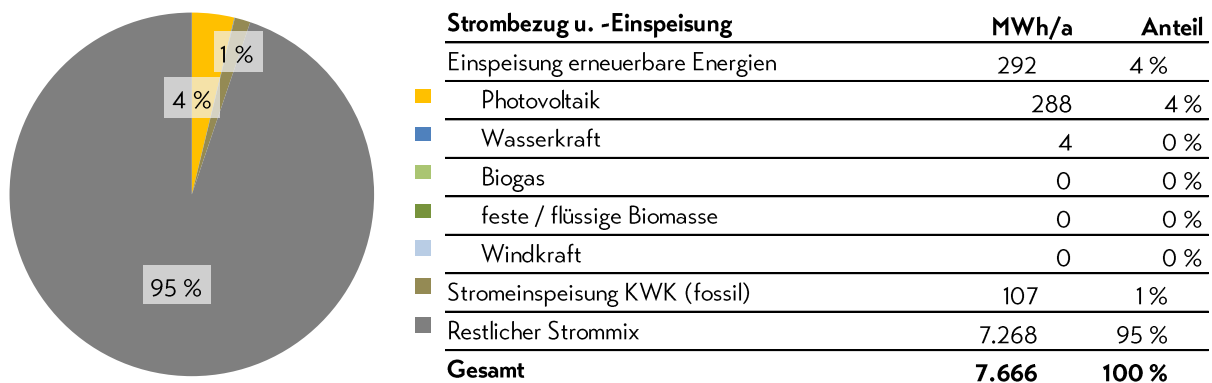 1 %
4 %
95 %
Strombezug u. -Einspeisung MWh/a Anteil
Einspeisung erneuerbare Energien 292 4 %
Photovoltaik 288 4 %
Wasserkraft 4 0 %
Biogas 0 0 %
feste / flüssige Biomasse 0 0 %
Windkraft 0 0 %
Stromeinspeisung KWK (fossil) 107 1 %
Restlicher Strommix 7.268 95 %
Gesamt 7.666 100 %